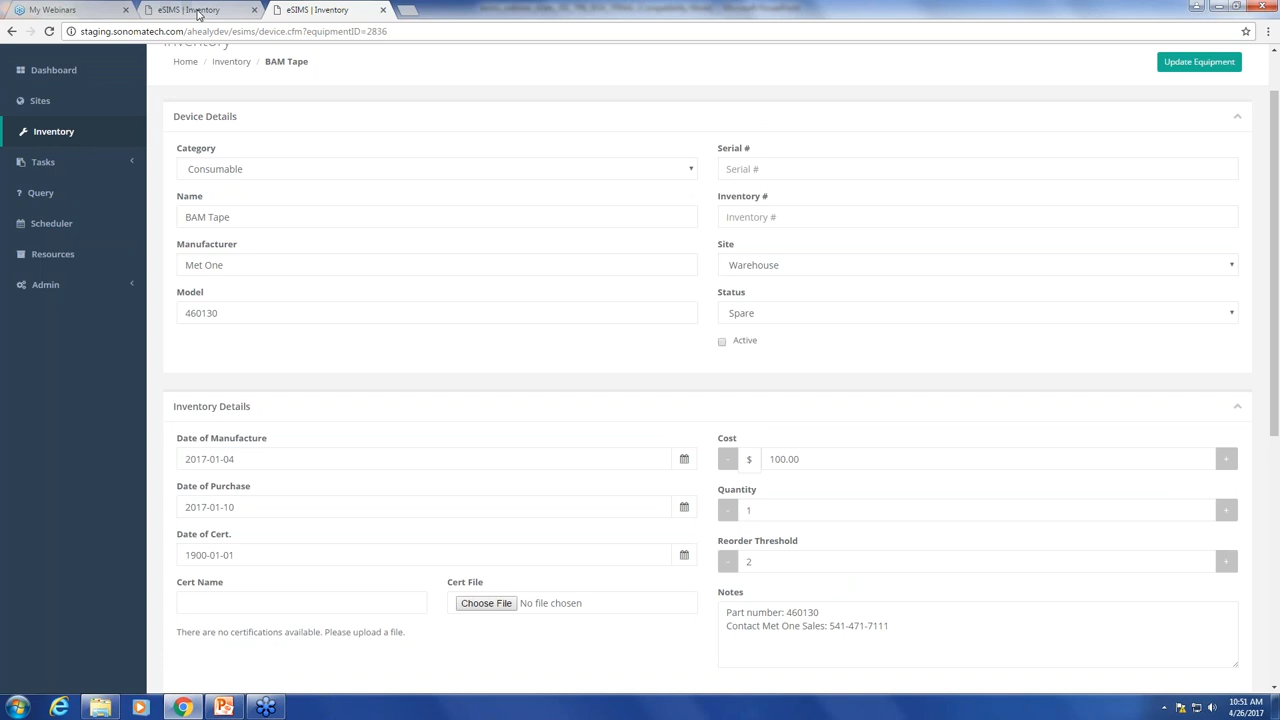 My Webinars
eSIMS | Inventory
eSIMS | Inventory
staging.sonomatech.com/ahealydev/esims/device.cfm?equipmentID=2836
Dashboard
Sites
Inventory
Tasks
Query
Scheduler
Resources
Admin
Inventory
Home / Inventory / BAM Tape
Update Equipment
Device Details
Category
Consumable
Name
BAM Tape
Manufacturer
Met One
Model
460130
Serial #
Serial #
Inventory #
Inventory #
Site
Warehouse
Status
Spare
Active
Inventory Details
Date of Manufacture
2017-01-04
Date of Purchase
2017-01-10
Date of Cert.
1900-01-01
Cert Name
Cert File
Choose File No file chosen
There are no certifications available. Please upload a file.
Cost
- $ 100.00 +
Quantity
- 1 +
Reorder Threshold
- 2 +
Notes
Part number: 460130
Contact Met One Sales: 541-471-7111
10:51 AM
4/26/2017